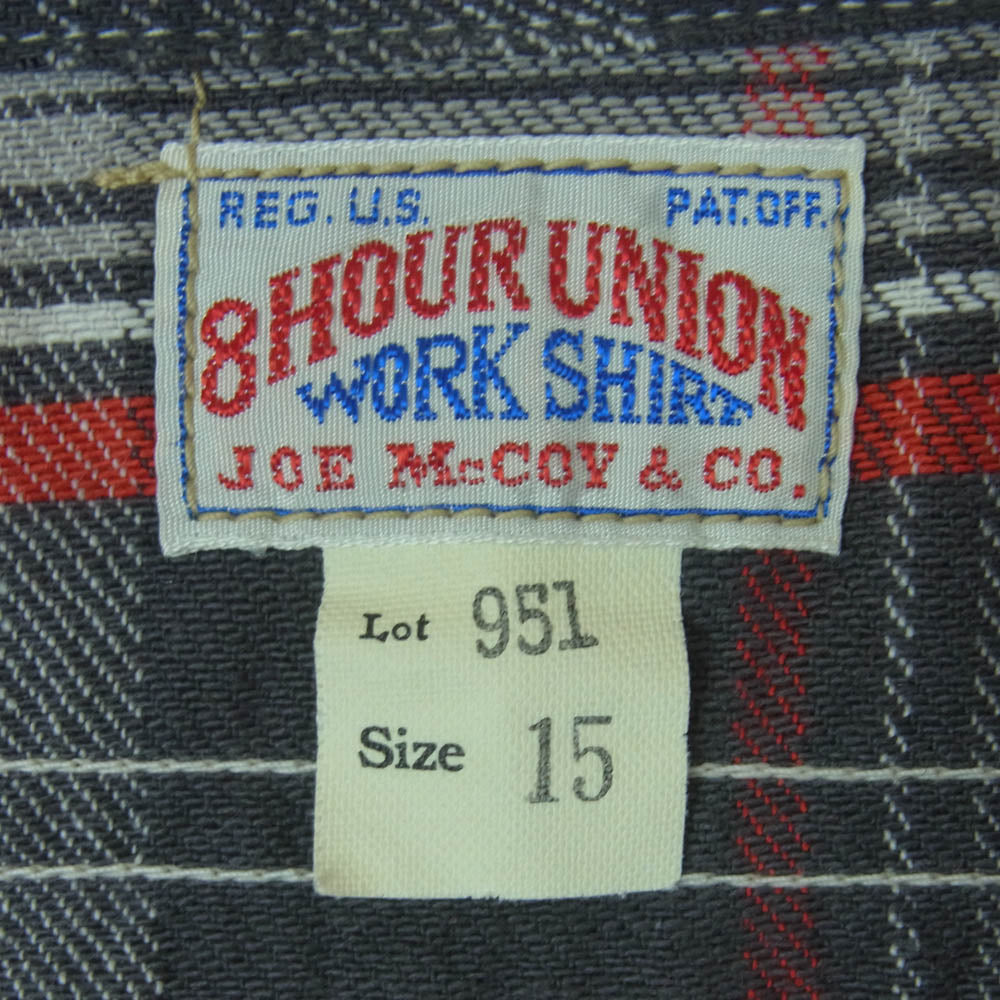 REG. U.S. PAT. OFF.
8 HOUR UNION
WORK SHIRT
JOE McCOY & CO.
Lot 951
Size 15